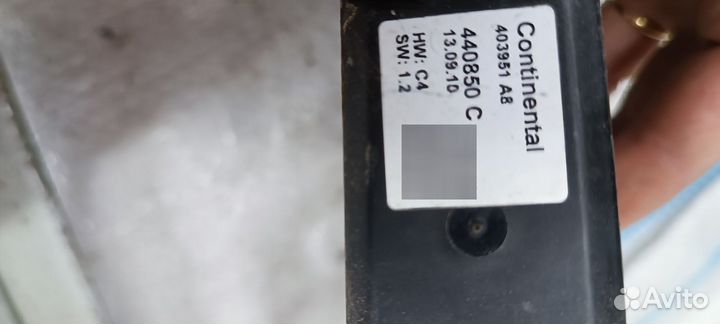 Continental
403951 A8
440850 C
13.09.10
HW: C4
SW: 1.2
Avito